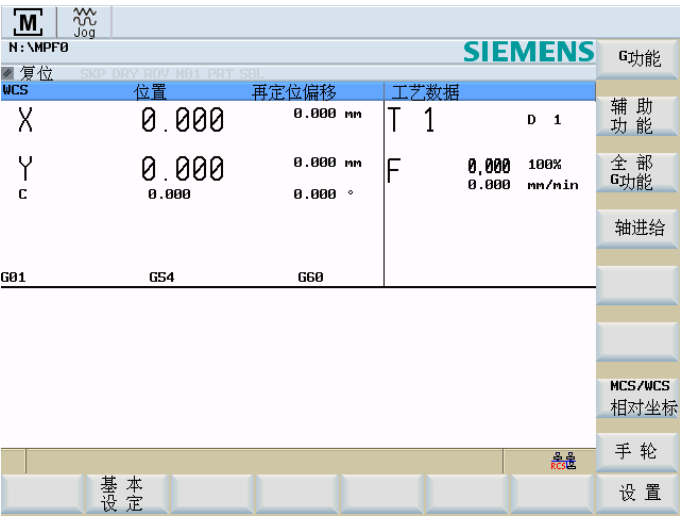 M
Jog
N:\MPF0
SIEMENS
G功能
复位 SKP DRY ROV M01 PRT SBL
WCS 位置 再定位偏移 工艺数据
X 0.000 0.000 mm T 1 D 1
辅 助
功 能
Y 0.000 0.000 mm F 0,000 100%
0.000 mm/min
C 0.000 0.000 °
全 部
G功能
轴进给
G01 G54 G60
MCS/WCS
相对坐标
手 轮
RCS
基 本
设 定
设 置